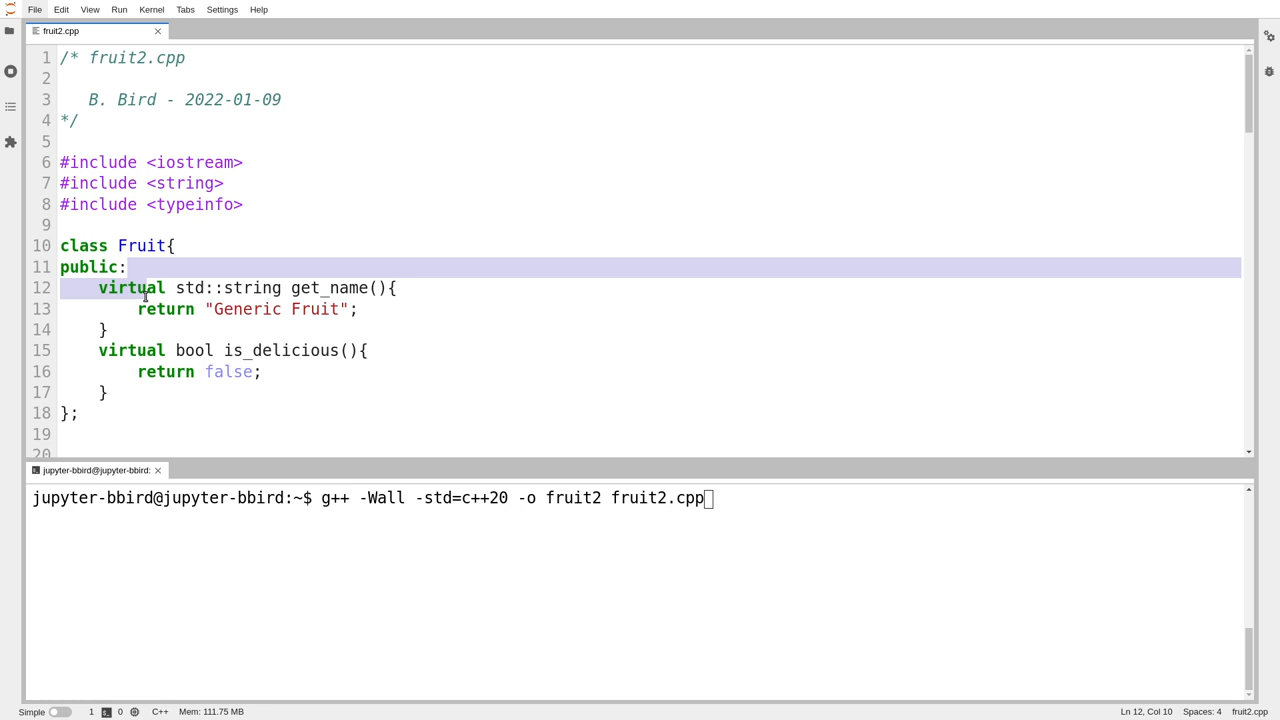 File Edit View Run Kernel Tabs Settings Help
fruit2.cpp
1 /* fruit2.cpp
2
3 B. Bird - 2022-01-09
4 */
5
6 #include <iostream>
7 #include <string>
8 #include <typeinfo>
9
10 class Fruit{
11 public:
12 virtual std::string get_name(){
13 return "Generic Fruit";
14 }
15 virtual bool is_delicious(){
16 return false;
17 }
18 };
19
20
jupyter-bbird@jupyter-bbird:
jupyter-bbird@jupyter-bbird:~$ g++ -Wall -std=c++20 -o fruit2 fruit2.cpp
Simple 1 0 C++ Mem: 111.75 MB Ln 12, Col 10 Spaces: 4 fruit2.cpp